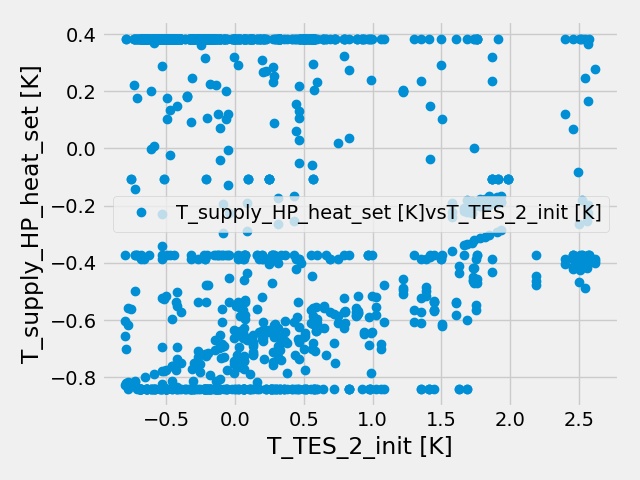 0.4
0.2
0.0
−0.2
−0.4
−0.6
−0.8
T_supply_HP_heat_set [K]
T_supply_HP_heat_set [K]vsT_TES_2_init [K]
−0.5 0.0 0.5 1.0 1.5 2.0 2.5
T_TES_2_init [K]